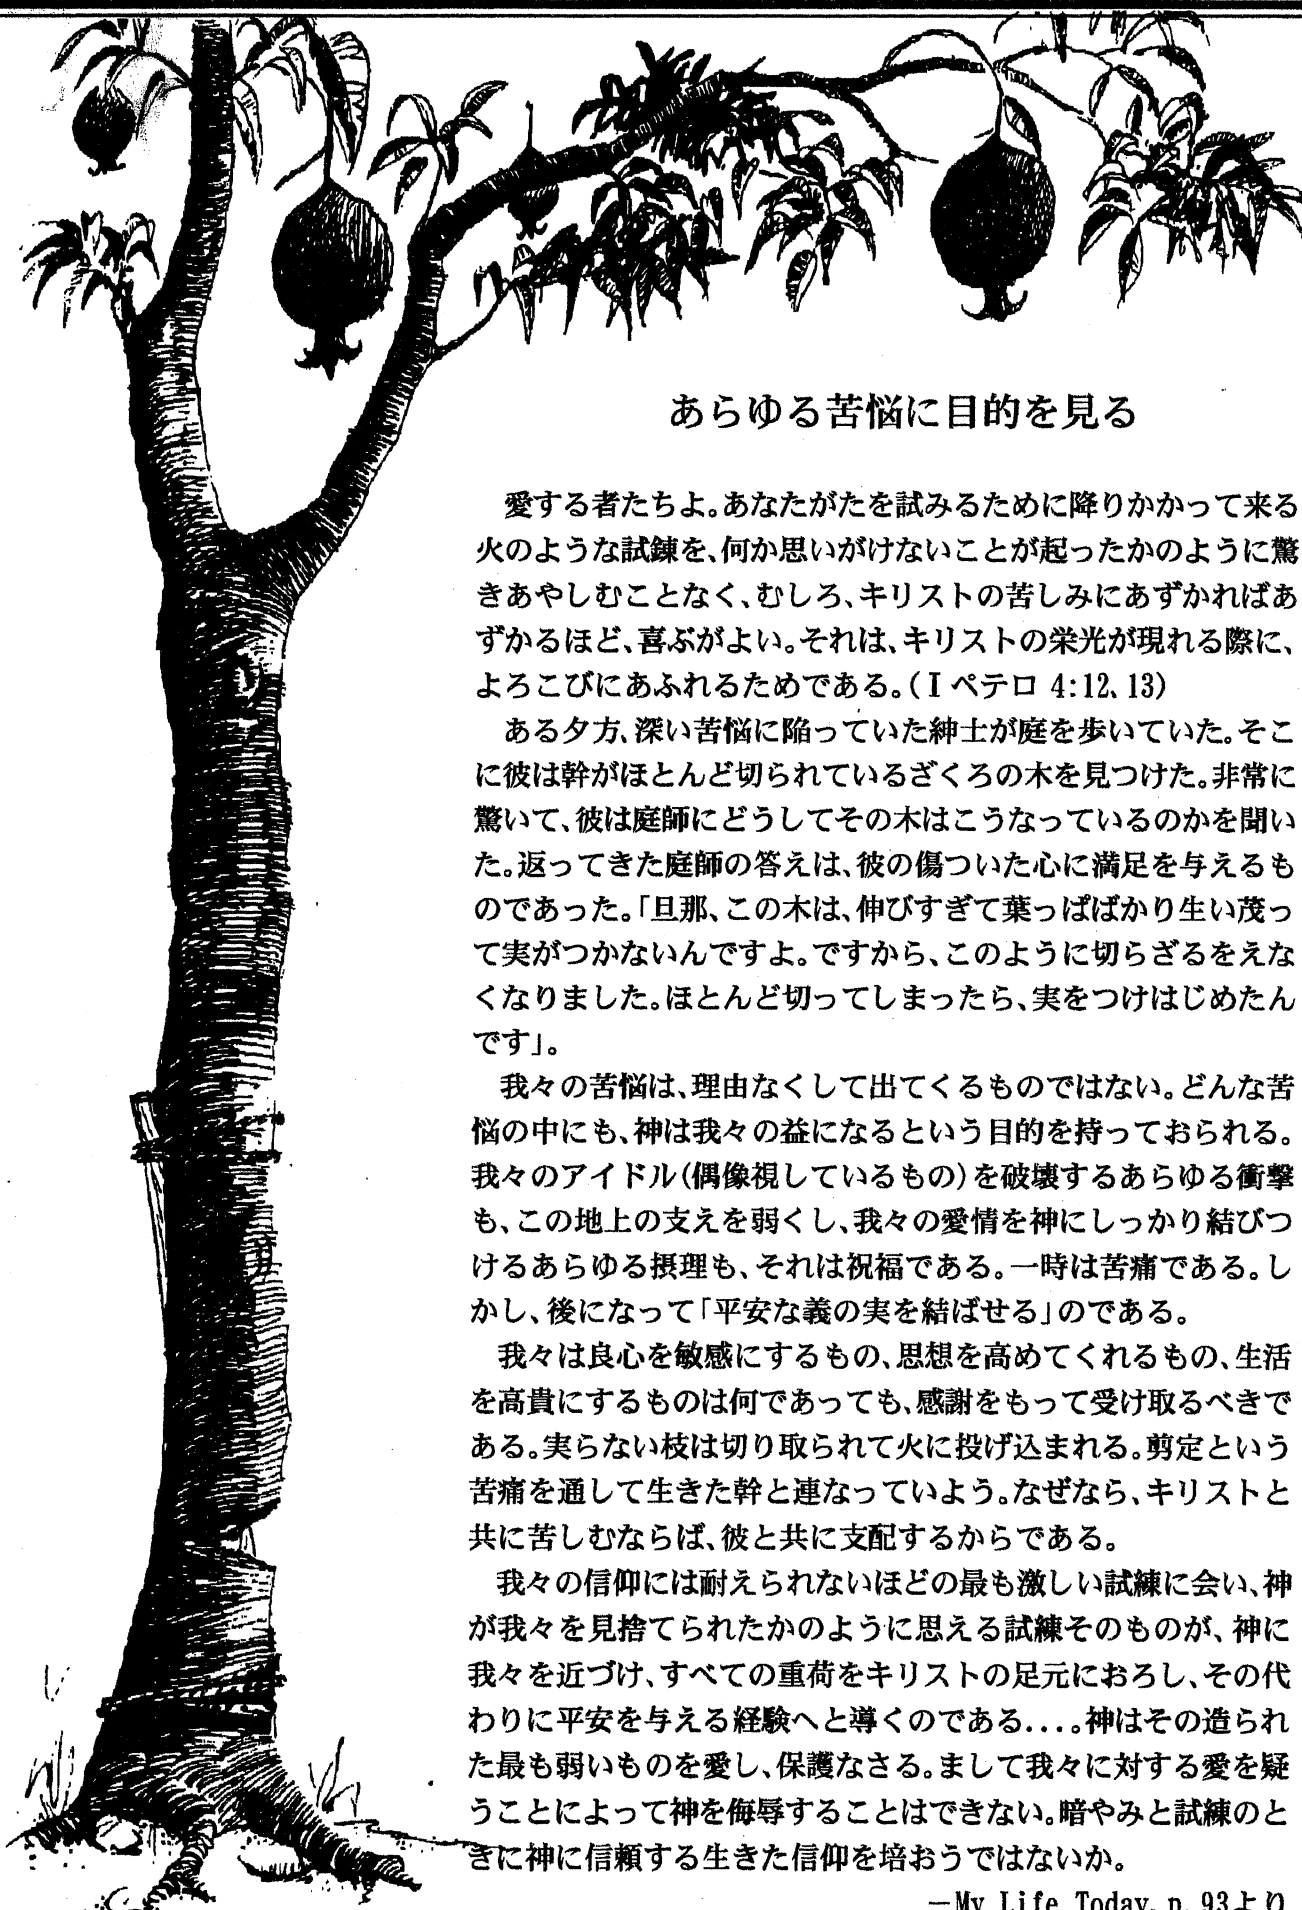 あらゆる苦悩に目的を見る
愛する者たちよ。あなたがたを試みるために降りかかって来る
火のような試錬を、何か思いがけないことが起ったかのように驚
きあやしむことなく、むしろ、キリストの苦しみにあずかればあ
ずかるほど、喜ぶがよい。それは、キリストの栄光が現れる際に、
よろこびにあふれるためである。(Iペテロ 4:12、13)
ある夕方、深い苦悩に陥っていた紳士が庭を歩いていた。そこ
に彼は幹がほとんど切られているざくろの木を見つけた。非常に
驚いて、彼は庭師にどうしてその木はこうなっているのかを聞い
た。返ってきた庭師の答えは、彼の傷ついた心に満足を与えるも
のであった。「旦那、この木は、伸びすぎて葉っぱばかり生い茂っ
て実がつかないんですよ。ですから、このように切らざるをえな
くなりました。ほとんど切ってしまったら、実をつけはじめたん
です」。
我々の苦悩は、理由なくして出てくるものではない。どんな苦
悩の中にも、神は我々の益になるという目的を持っておられる。
我々のアイドル(偶像視しているもの)を破壊するあらゆる衝撃
も、この地上の支えを弱くし、我々の愛情を神にしっかり結びつ
けるあらゆる摂理も、それは祝福である。一時は苦痛である。し
かし、後になって「平安な義の実を結ばせる」のである。
我々は良心を敏感にするもの、思想を高めてくれるもの、生活
を高貴にするものは何であっても、感謝をもって受け取るべきで
ある。実らない枝は切り取られて火に投げ込まれる。剪定という
苦痛を通して生きた幹と連なっていよう。なぜなら、キリストと
共に苦しむならば、彼と共に支配するからである。
我々の信仰には耐えられないほどの最も激しい試練に会い、神
が我々を見捨てられたかのように思える試練そのものが、神に
我々を近づけ、すべての重荷をキリストの足元におろし、その代
わりに平安を与える経験へと導くのである....。神はその造られ
た最も弱いものを愛し、保護なさる。まして我々に対する愛を疑
うことによって神を侮辱することはできない。暗やみと試練のと
きに神に信頼する生きた信仰を培おうではないか。
—My Life Today, p. 93より